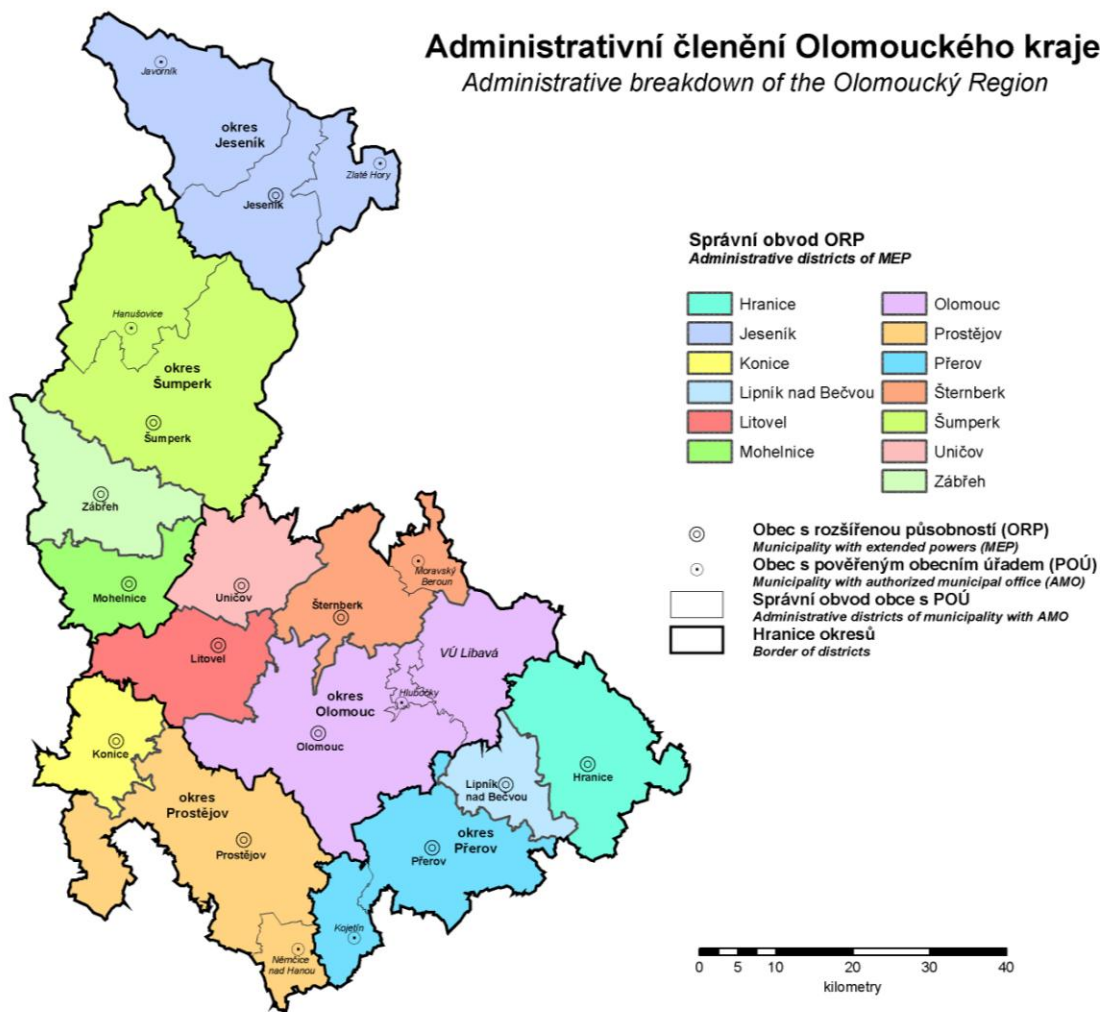 Administrativní členění Olomouckého kraje
Administrative breakdown of the Olomoucký Region
Javorník
okres
Jeseník
Zlaté Hory
Jeseník
Hanušovice
okres
Šumperk
Šumperk
Zábřeh
Mohelnice
Uničov
Moravský
Beroun
Šternberk
Litovel
VÚ Libavá
okres
Olomouc
Hlubočky
Olomouc
Konice
Hranice
Lipník
nad Bečvou
okres
Prostějov
Prostějov
okres
Přerov
Přerov
Kojetín
Němčice
nad Hanou
Správní obvod ORP
Administrative districts of MEP
Hranice
Jeseník
Konice
Lipník nad Bečvou
Litovel
Mohelnice
Olomouc
Prostějov
Přerov
Šternberk
Šumperk
Uničov
Zábřeh
Obec s rozšířenou působností (ORP)
Municipality with extended powers (MEP)
Obec s pověřeným obecním úřadem (POÚ)
Municipality with authorized municipal office (AMO)
Správní obvod obce s POÚ
Administrative districts of municipality with AMO
Hranice okresů
Border of districts
0 5 10 20 30 40
kilometry